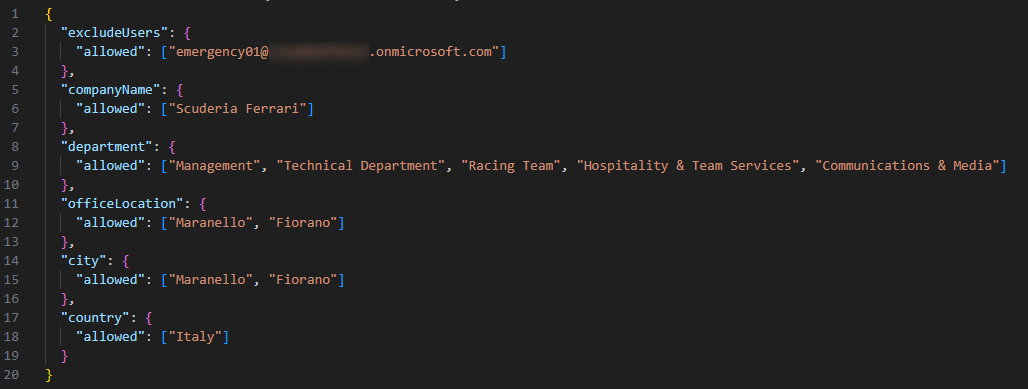 1 {
2   "excludeUsers": {
3     "allowed": ["emergency01@ .onmicrosoft.com"]
4   },
5   "companyName": {
6     "allowed": ["Scuderia Ferrari"]
7   },
8   "department": {
9     "allowed": ["Management", "Technical Department", "Racing Team", "Hospitality & Team Services", "Communications & Media"]
10   },
11   "officeLocation": {
12     "allowed": ["Maranello", "Fiorano"]
13   },
14   "city": {
15     "allowed": ["Maranello", "Fiorano"]
16   },
17   "country": {
18     "allowed": ["Italy"]
19   }
20 }